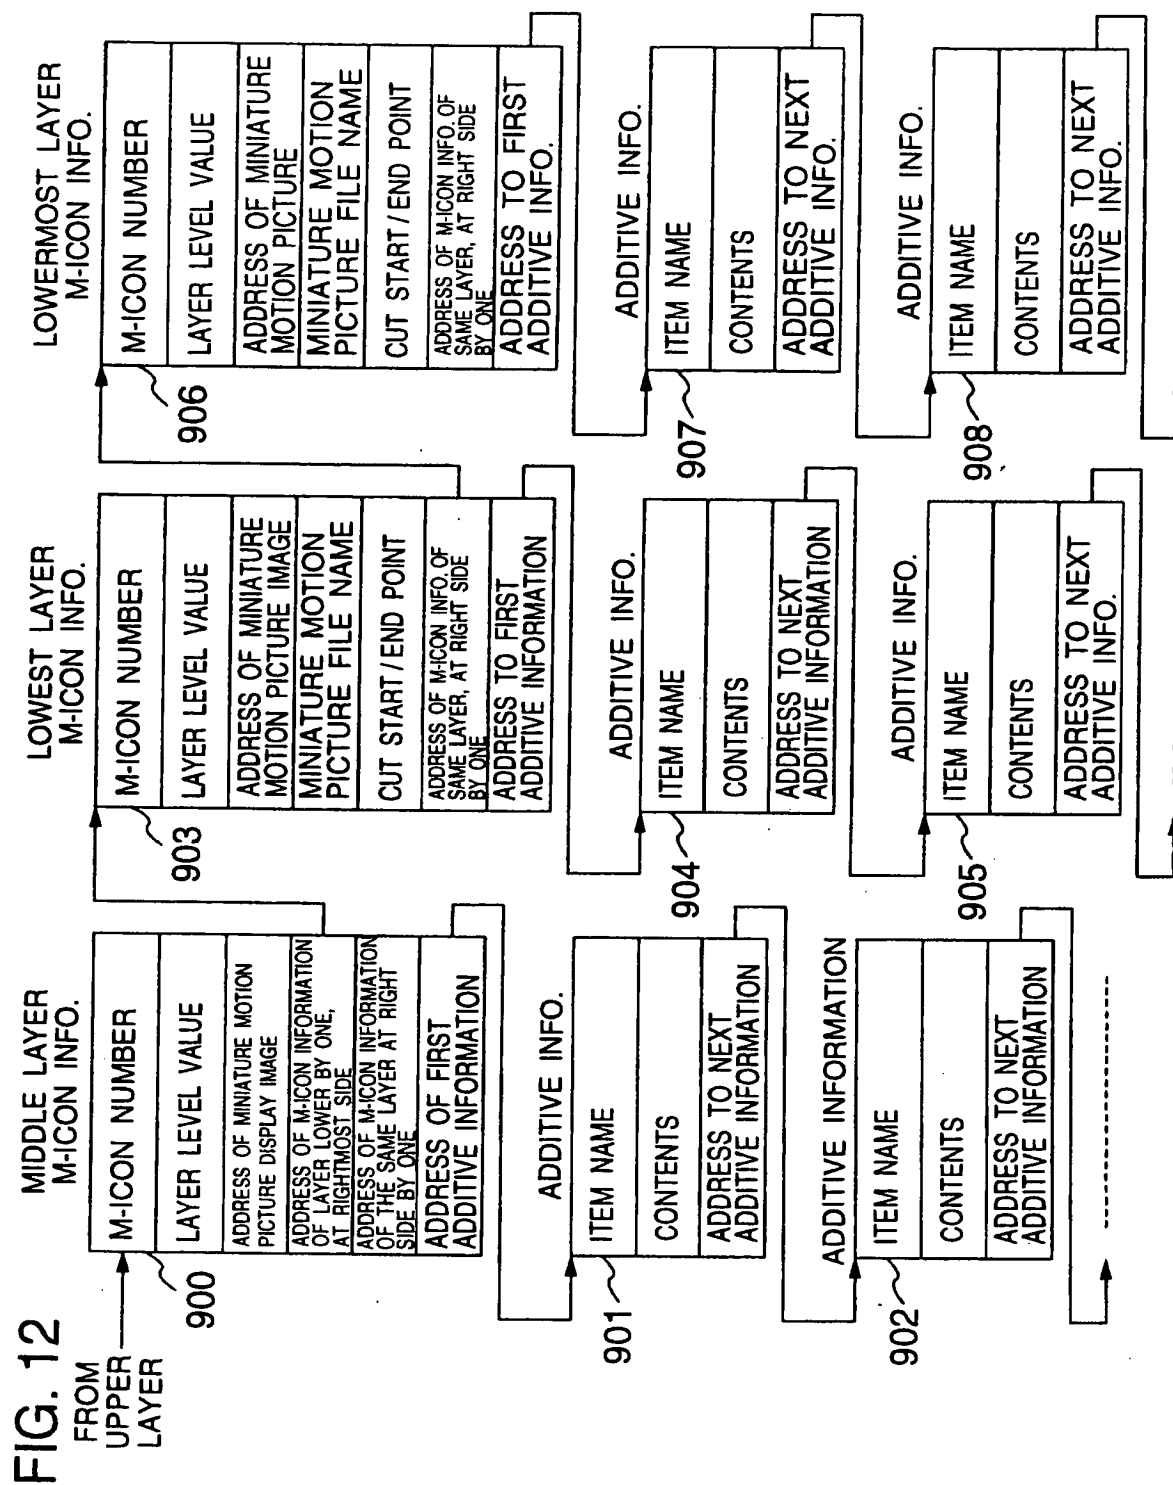 FIG. 12
FROM
UPPER
LAYER
MIDDLE LAYER
M-ICON INFO.
M-ICON NUMBER
LAYER LEVEL VALUE
ADDRESS OF MINIATURE MOTION
PICTURE DISPLAY IMAGE
ADDRESS OF M-ICON INFORMATION
OF LAYER LOWER BY ONE,
AT RIGHTMOST SIDE
ADDRESS OF M-ICON INFORMATION
OF THE SAME LAYER AT RIGHT
SIDE BY ONE
ADDRESS OF FIRST
ADDITIVE INFORMATION
900
ADDITIVE INFO.
ITEM NAME
CONTENTS
ADDRESS TO NEXT
ADDITIVE INFORMATION
901
ADDITIVE INFORMATION
ITEM NAME
CONTENTS
ADDRESS TO NEXT
ADDITIVE INFORMATION
902
LOWEST LAYER
M-ICON INFO.
M-ICON NUMBER
LAYER LEVEL VALUE
ADDRESS OF MINIATURE
MOTION PICTURE IMAGE
MINIATURE MOTION
PICTURE FILE NAME
CUT START/END POINT
ADDRESS OF M-ICON INFO. OF
SAME LAYER, AT RIGHT SIDE
BY ONE
ADDRESS TO FIRST
ADDITIVE INFORMATION
903
ADDITIVE INFO.
ITEM NAME
CONTENTS
ADDRESS TO NEXT
ADDITIVE INFORMATION
904
ADDITIVE INFO.
ITEM NAME
CONTENTS
ADDRESS TO NEXT
ADDITIVE INFO.
905
LOWERMOST LAYER
M-ICON INFO.
M-ICON NUMBER
LAYER LEVEL VALUE
ADDRESS OF MINIATURE
MOTION PICTURE
MINIATURE MOTION
PICTURE FILE NAME
CUT START/END POINT
ADDRESS OF M-ICON INFO. OF
SAME LAYER, AT RIGHT SIDE
BY ONE
ADDRESS TO FIRST
ADDITIVE INFO.
906
ADDITIVE INFO.
ITEM NAME
CONTENTS
ADDRESS TO NEXT
ADDITIVE INFO.
907
ADDITIVE INFO.
ITEM NAME
CONTENTS
ADDRESS TO NEXT
ADDITIVE INFO.
908